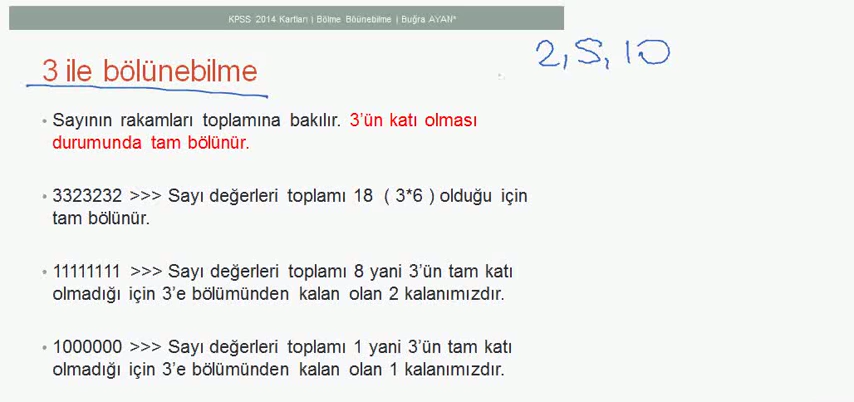 KPSS 2014 Kartları | Bölme Böünebilme | Buğra AYAN*
2, 5, 10
3 ile bölünebilme
• Sayının rakamları toplamına bakılır. 3'ün katı olması
durumunda tam bölünür.
• 3323232 >>> Sayı değerleri toplamı 18 ( 3*6 ) olduğu için
tam bölünür.
• 11111111 >>> Sayı değerleri toplamı 8 yani 3'ün tam katı
olmadığı için 3'e bölümünden kalan olan 2 kalanımızdır.
• 1000000 >>> Sayı değerleri toplamı 1 yani 3'ün tam katı
olmadığı için 3'e bölümünden kalan olan 1 kalanımızdır.